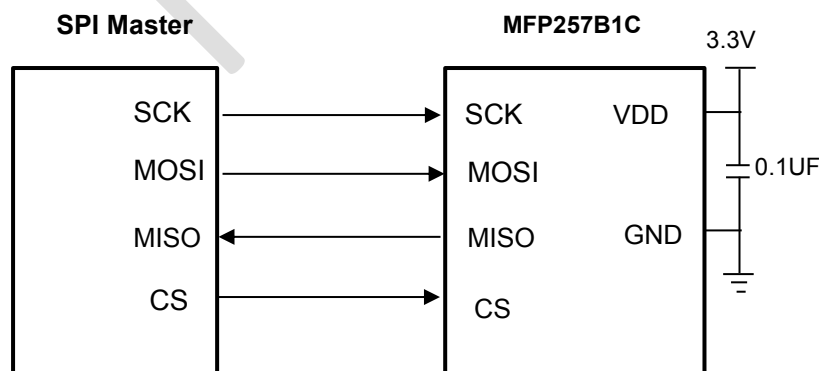 SPI Master
MFP257B1C
3.3V
SCK
SCK
VDD
MOSI
MOSI
0.1UF
MISO
MISO
GND
CS
CS